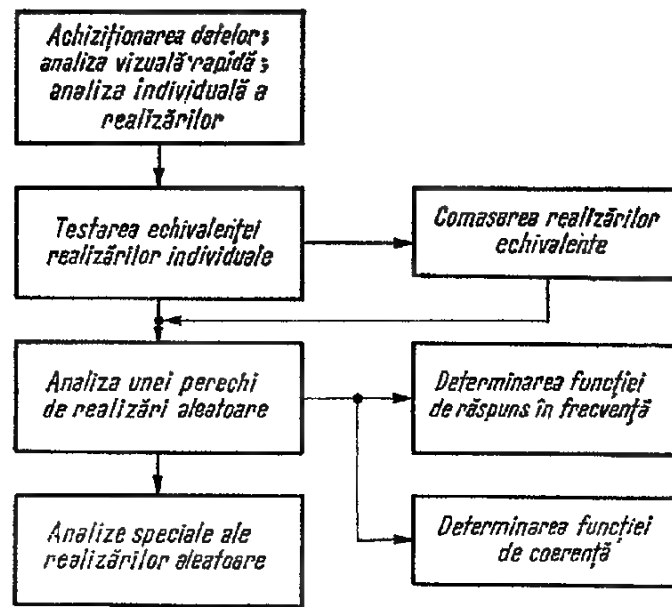 Achiziționarea datelor;
analiza vizuală rapidă;
analiza individuală a
realizărilor
Testarea echivalenței
realizărilor individuale
Comasarea realizărilor
echivalente
Analiza unei perechi
de realizări aleatoare
Determinarea funcției
de răspuns în frecvență
Analize speciale ale
realizărilor aleatoare
Determinarea funcției
de coerență